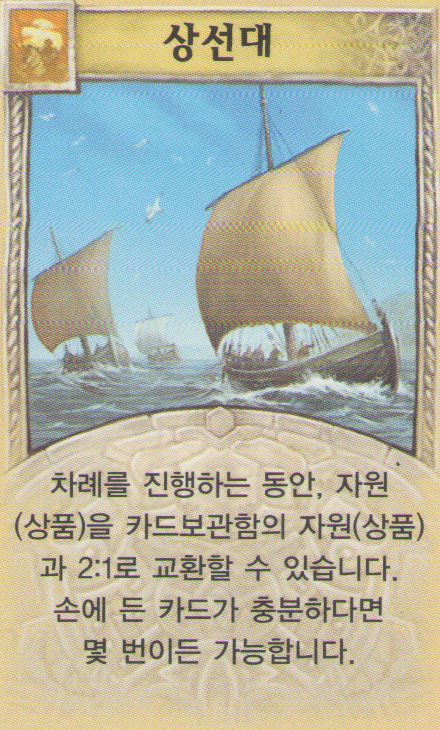 상선대
차례를 진행하는 동안, 자원
(상품)을 카드보관함의 자원(상품)
과 2:1로 교환할 수 있습니다.
손에 든 카드가 충분하다면
몇 번이든 가능합니다.